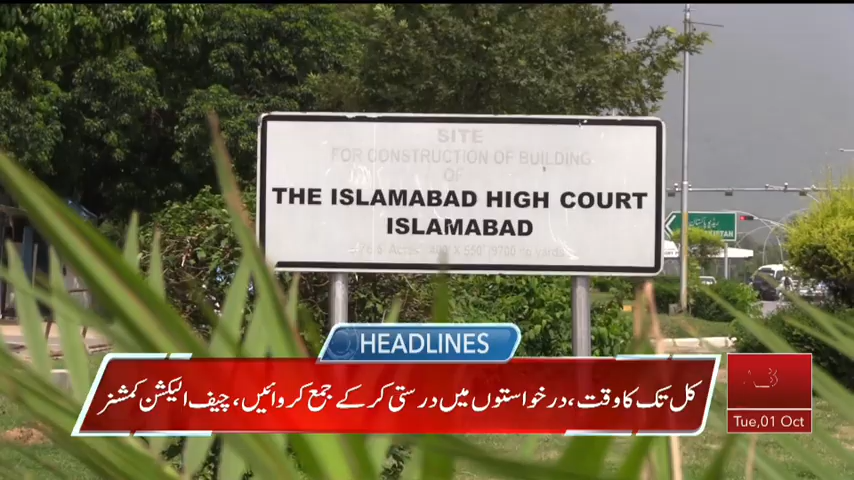 SITE
FOR CONSTRUCTION OF BUILDING
OF
THE ISLAMABAD HIGH COURT
ISLAMABAD
HEADLINES
کل تک کا وقت، درخواستوں میں درستی کر کے جمع کروائیں، چیف الیکشن کمشنر
Tue,01 Oct